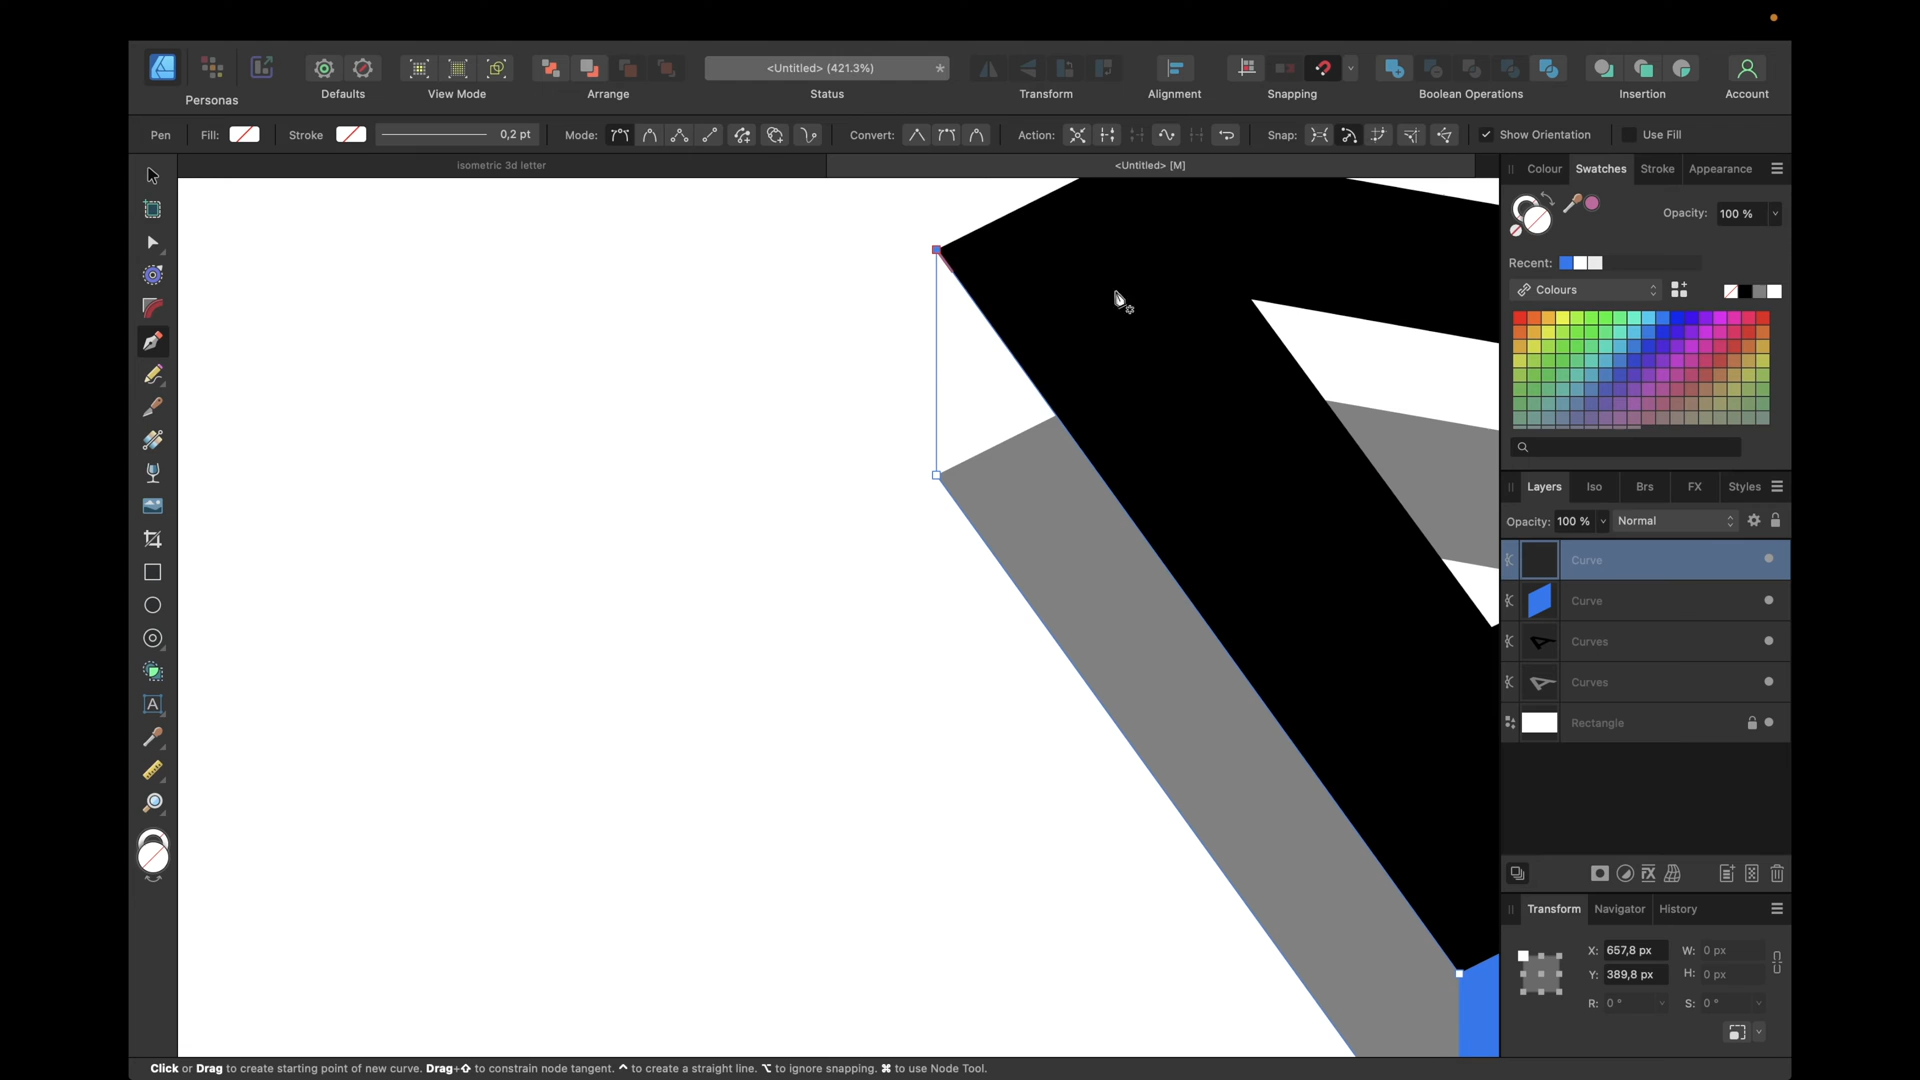 Personas
Defaults
View Mode
Arrange
<Untitled> (421.3%)
*
Status
Transform
Alignment
Snapping
Boolean Operations
Insertion
Account
Pen
Fill:
Stroke
0,2 pt
Mode:
Convert:
Action:
Snap:
Show Orientation
Use Fill
isometric 3d letter
<Untitled> [M]
Colour
Swatches
Stroke
Appearance
Opacity:
100 %
Recent:
Colours
Layers
Iso
Brs
FX
Styles
Opacity:
100 %
Normal
Curve
Curve
Curves
Curves
Rectangle
FX
A
Transform
Navigator
History
X:
657,8 px
W:
0 px
Y:
389,8 px
H:
0 px
R:
0 °
S:
0 °
Click or Drag to create starting point of new curve. Drag+⇧ to constrain node tangent. ^ to create a straight line. ⌥ to ignore snapping. ⌘ to use Node Tool.